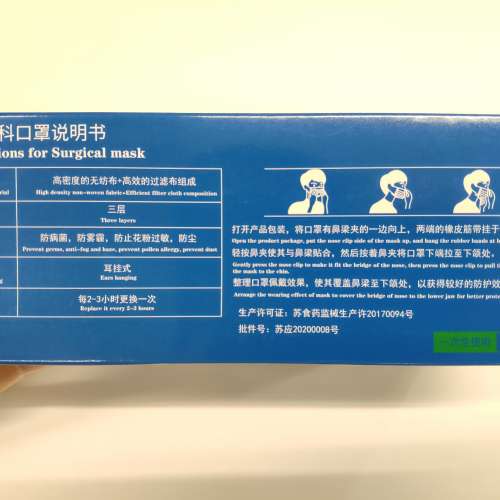 科口罩说明书
ions for Surgical mask
rial
高密度的无纺布+高效的过滤布组成
High density non-woven fabric+Efficient filter cloth composition
三层
Three layers
防病菌，防雾霾，防止花粉过敏，防尘
Prevent germs, anti-fog and haze, prevent pollen allergy, prevent dust
耳挂式
Ears hanging
每2-3小时更换一次
Replace it every 2-3 hours
打开产品包装，将口罩有鼻梁夹的一边向上，两端的橡皮筋带挂于
Open the product package, put the nose clip side of the mask up, and hang the rubber bands at b
轻按鼻夹使其与鼻梁贴合，然后按着鼻夹将口罩下端拉至下颌处，
Gently press the nose clip to make it fit the bridge of the nose, then press the nose clip to pull t
the mask to the chin.
整理口罩佩戴效果，使其覆盖鼻梁至下颌处，以获得较好的防护效
Arrange the wearing effect of mask to cover the bridge of nose to the lower jaw for better prote
生产许可证：苏食药监械生产许20170094号
批件号：苏应20200008号
一次性使用